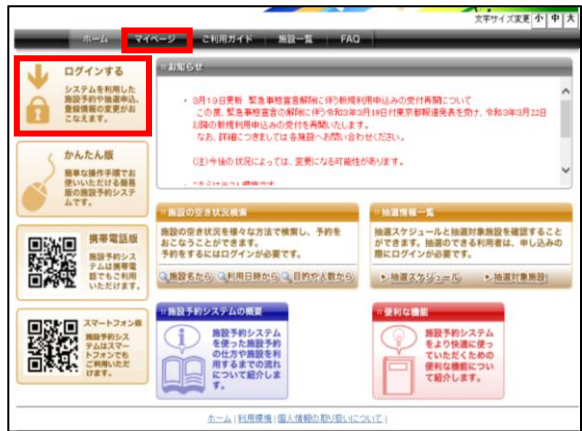 文字サイズ変更 小 中 大
ホーム マイページ ご利用ガイド 施設一覧 FAQ
ログインする
システムを利用した
施設予約や抽選申込、
登録情報の変更がお
こなえます。
かんたん版
簡単な操作手順でお
使いいただける簡易
版の施設予約システ
ムです。
携帯電話版
施設予約シス
テムは携帯電
話でもご利用
いただけます。
スマートフォン版
施設予約シス
テムはスマー
トフォンでも
ご利用いただ
けます。
お知らせ
・ 3月19日更新 緊急事態宣言解除に伴う新規利用申込みの受付再開について
この度、緊急事態宣言の解除に伴う令和3年3月19日付東京都報道発表を受け、令和3年3月22日
以降の新規利用申込みの受付を再開いたします。
なお、詳細につきましては各施設へお問い合わせください。
(注)今後の状況によっては、変更になる可能性があります。
施設の空き状況検索
施設の空き状況を様々な方法で検索し、予約を
おこなうことができます。
予約をするにはログインが必要です。
施設名から 利用日時から 目的や人数から
抽選情報一覧
抽選スケジュールと抽選対象施設を確認すること
ができます。抽選のできる利用者は、申し込みの
際にログインが必要です。
抽選スケジュール 抽選対象施設
施設予約システムの概要
施設予約システム
を使った施設予約
の仕方や施設を利
用するまでの流れ
について紹介しま
す。
便利な機能
施設予約システム
をより快適に使っ
ていただくための
便利な機能につい
て紹介します。
ホーム | 利用環境 | 個人情報の取り扱いについて |